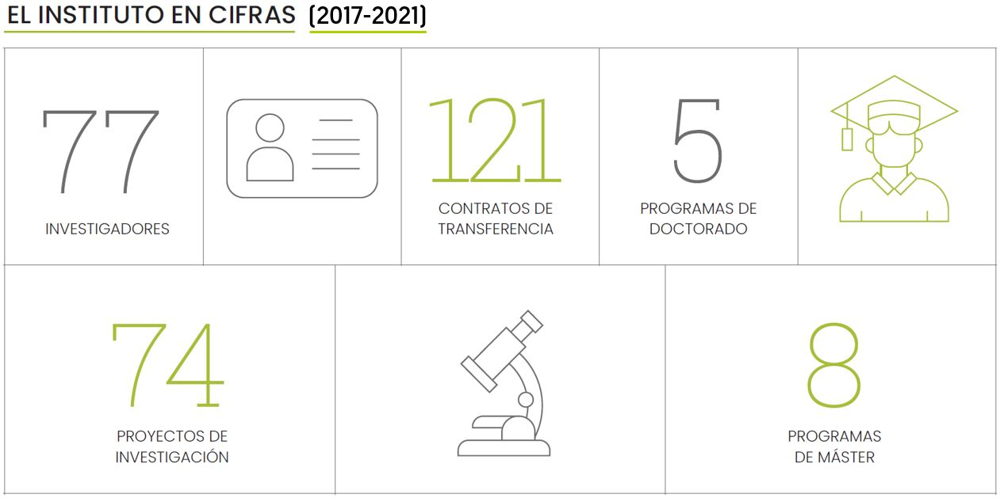 EL INSTITUTO EN CIFRAS (2017-2021)
77
INVESTIGADORES
121
CONTRATOS DE
TRANSFERENCIA
5
PROGRAMAS DE
DOCTORADO
74
PROYECTOS DE
INVESTIGACIÓN
8
PROGRAMAS
DE MÁSTER